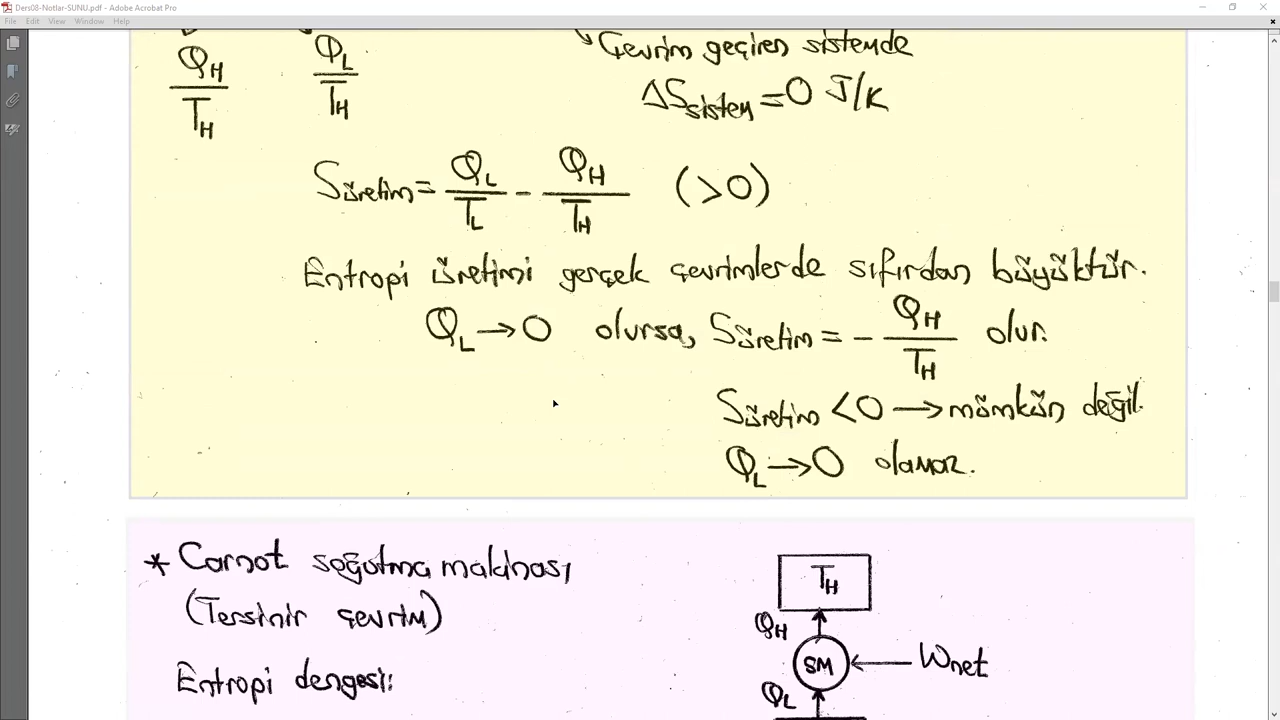 Ders08-Notlar-SUNU.pdf - Adobe Acrobat Pro
File Edit View Window Help
Q_H/T_H Q_L/T_H Çevrim geçiren sistemde
ΔS_sistem = 0 J/K
S_üretim = Q_L/T_L - Q_H/T_H (>0)
Entropi üretimi gerçek çevrimlerde sıfırdan büyüktür.
Q_L → 0 olursa, S_üretim = - Q_H/T_H olur.
S_üretim < 0 → mümkün değil.
Q_L → 0 olamaz.
* Carnot soğutma makinası
(Tersinir çevrim)
T_H
Q_H
SM ← Wnet
Q_L
Entropi dengesi: